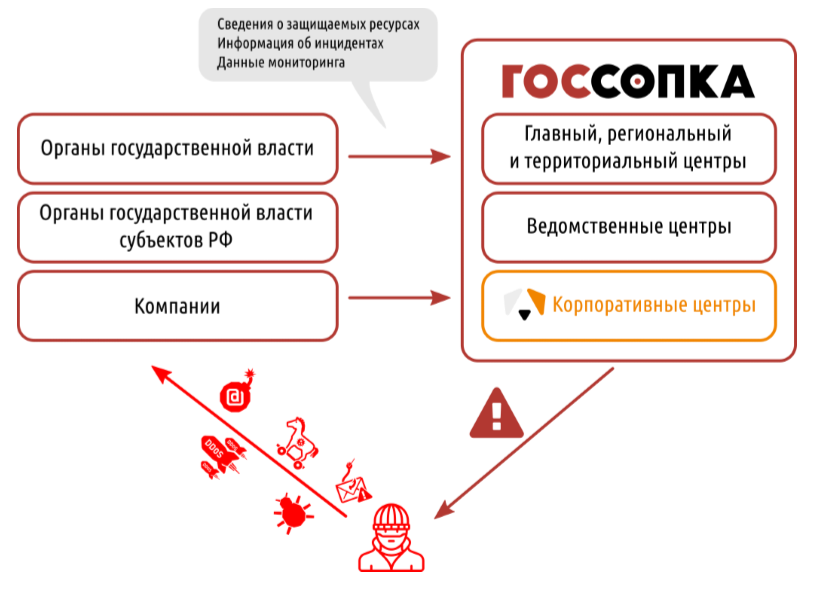 Сведения о защищаемых ресурсах
Информация об инцидентах
Данные мониторинга
ГОССОПКА
Органы государственной власти
Главный, региональный
и территориальный центры
Органы государственной власти
субъектов РФ
Ведомственные центры
Компании
Корпоративные центры
@
DDoS